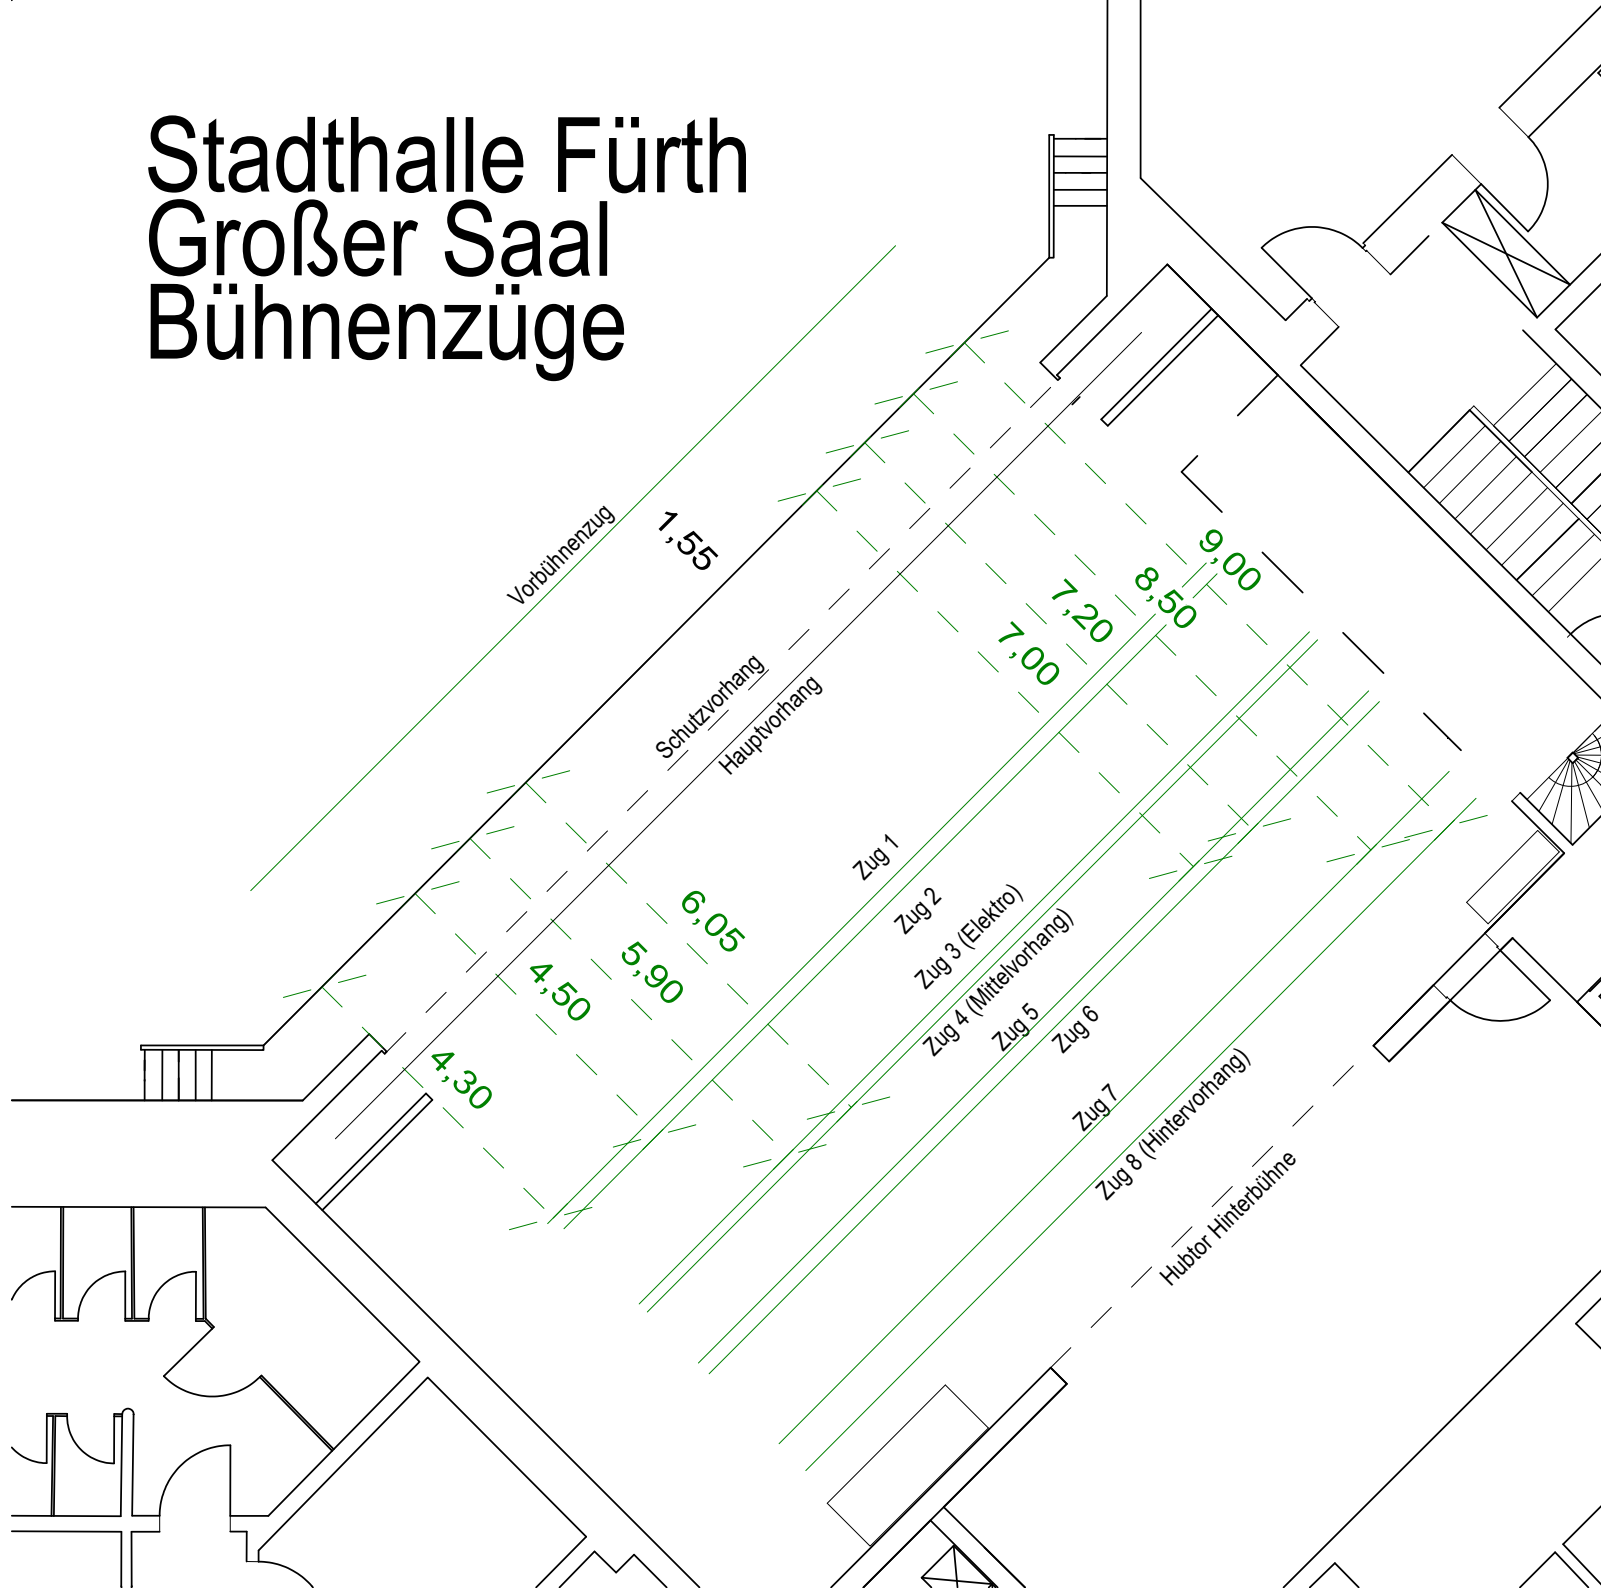 Stadthalle Fürth
Großer Saal
Bühnenzüge
Vorbühnenzug
1,55
Schutzvorhang
Hauptvorhang
9,00
8,50
7,20
7,00
6,05
5,90
4,50
4,30
Zug 1
Zug 2
Zug 3 (Elektro)
Zug 4 (Mittelvorhang)
Zug 5
Zug 6
Zug 7
Zug 8 (Hintervorhang)
Hubtor Hinterbühne